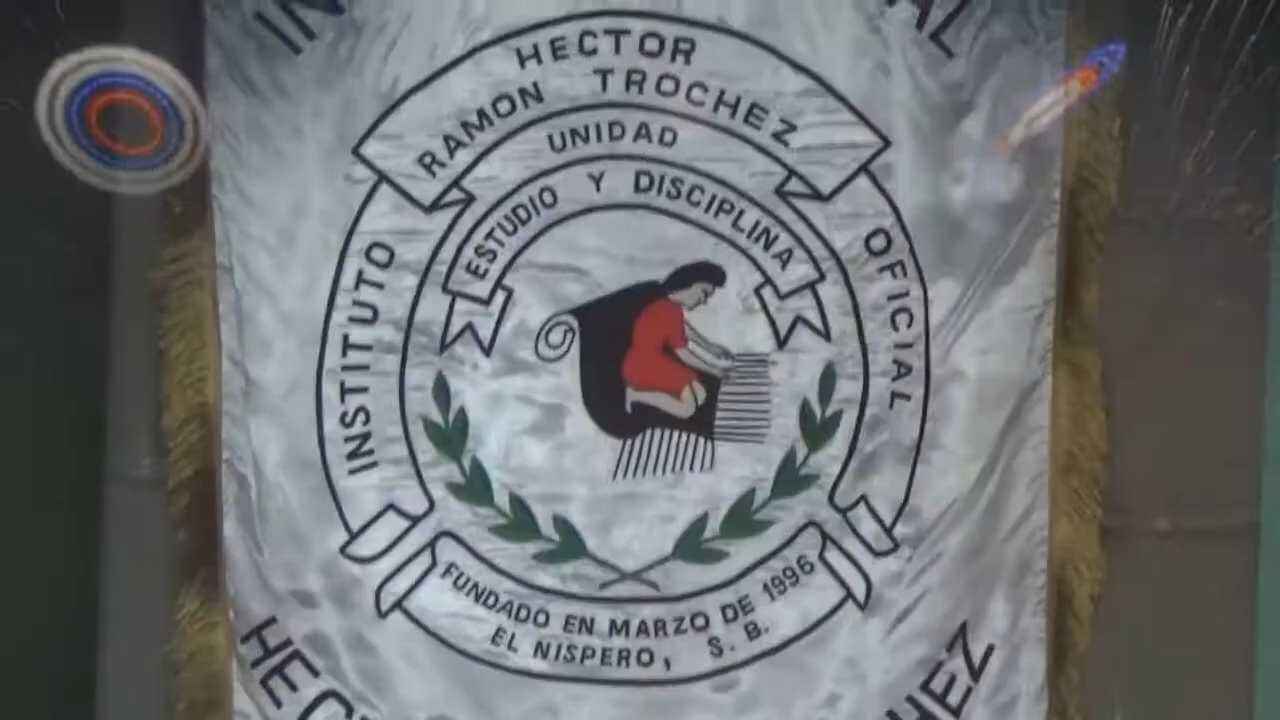 HECTOR
RAMON TROCHEZ
UNIDAD
ESTUDIO Y DISCIPLINA
INSTITUTO
OFICIAL
FUNDADO EN MARZO DE 1996
EL NISPERO, S. B.